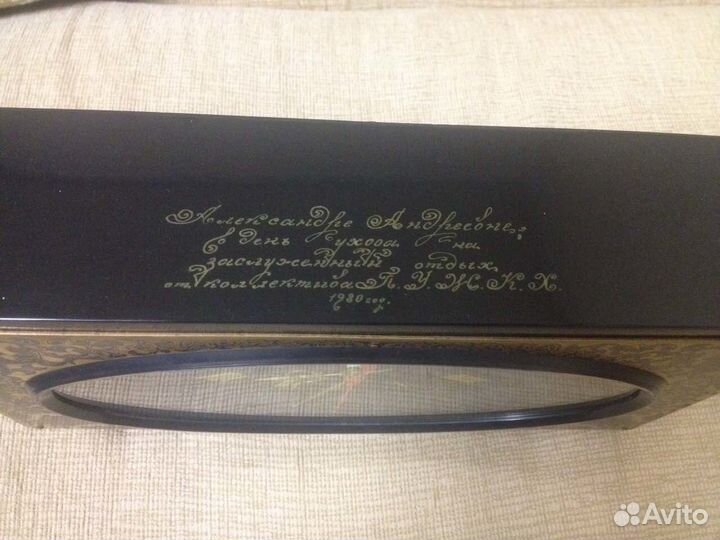 Александре Андреевне,
в день ухода на
заслуженный отдых
от коллектива П.У.Ж.К.Х.
1980 год.
Avito